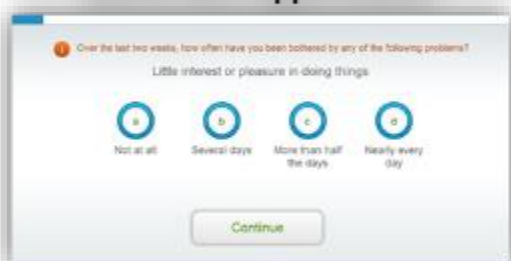 Over the last two weeks, how often have you been bothered by any of the following problems?
Little interest or pleasure in doing things
a b c d
Not at all Several days More than half the days Nearly every day
Continue